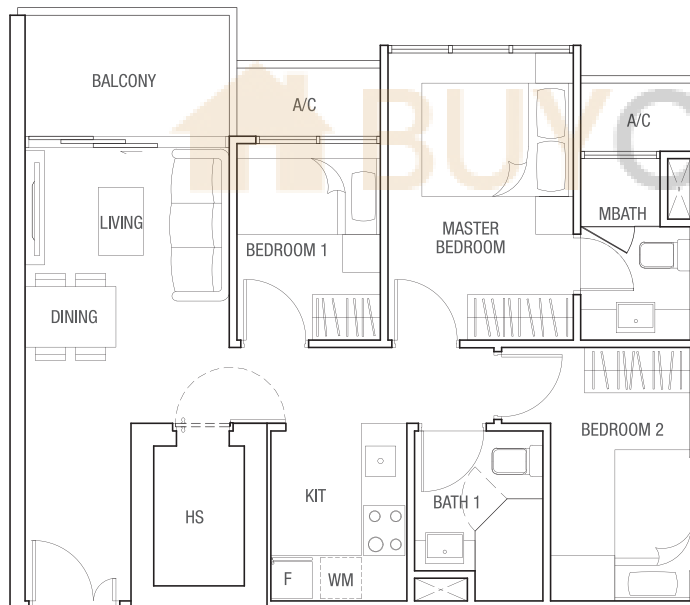 BALCONY
A/C
BUYC
A/C
LIVING
MBATH
MASTER
BEDROOM
BEDROOM 1
DINING
BEDROOM 2
KIT
BATH 1
HS
F
WM